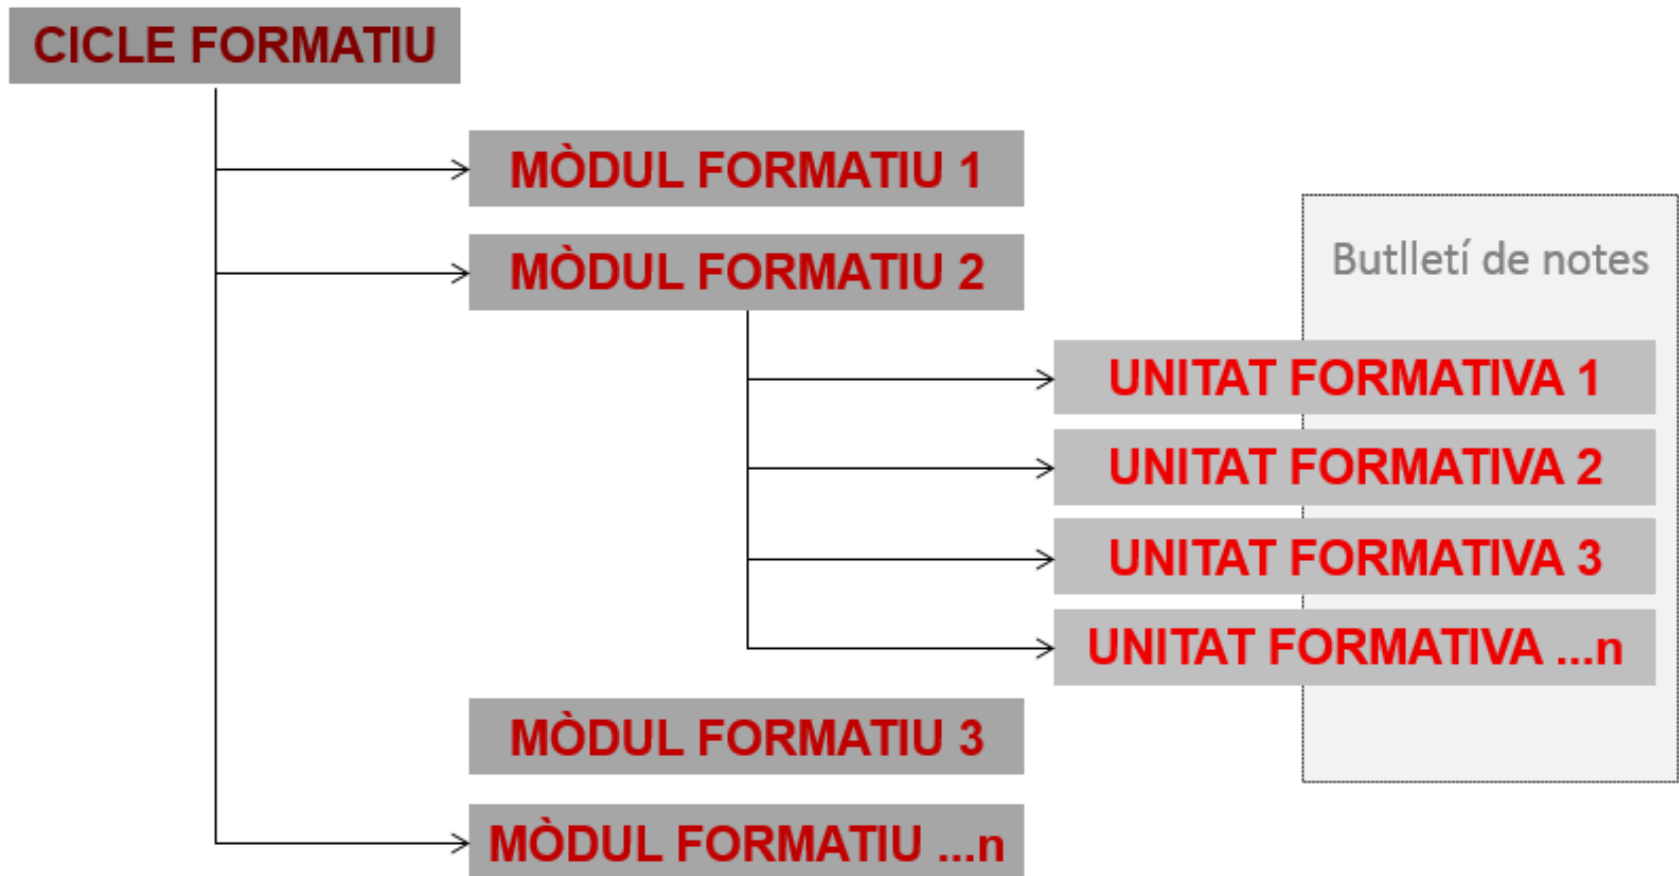 CICLE FORMATIU
MÒDUL FORMATIU 1
MÒDUL FORMATIU 2
Butlletí de notes
UNITAT FORMATIVA 1
UNITAT FORMATIVA 2
UNITAT FORMATIVA 3
UNITAT FORMATIVA ...n
MÒDUL FORMATIU 3
MÒDUL FORMATIU ...n